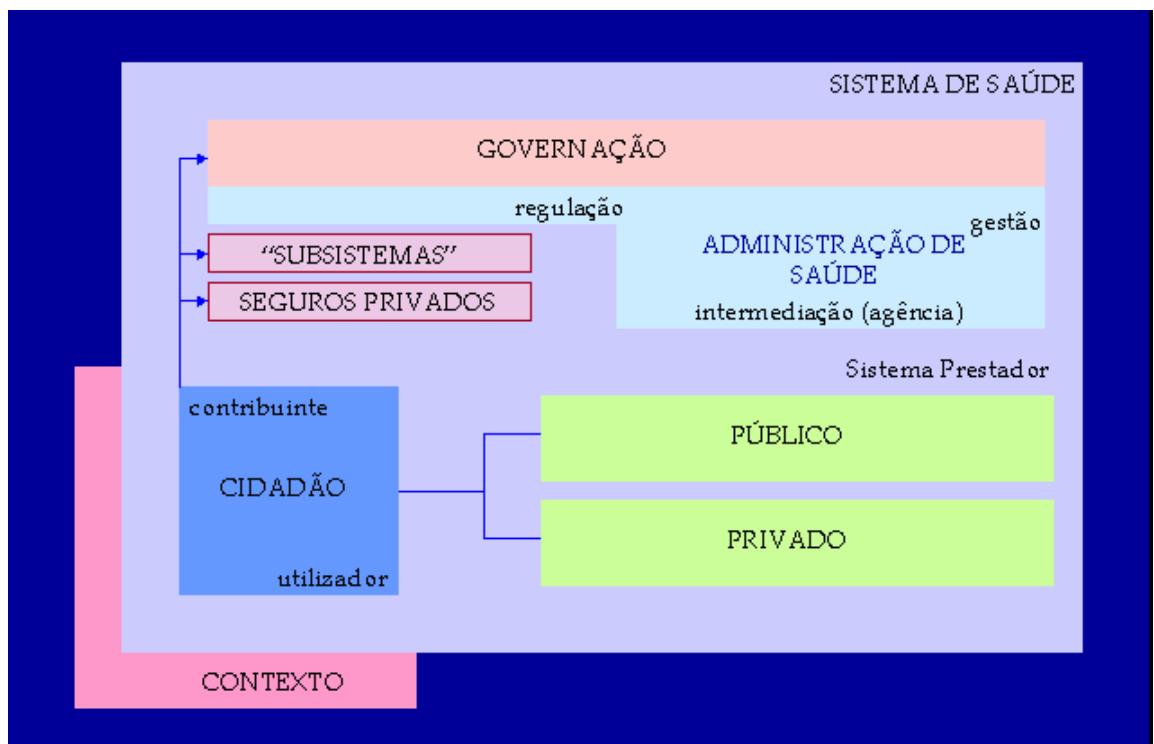 SISTEMA DE SAÚDE
GOVERNAÇÃO
regulação
gestão
ADMINISTRAÇÃO DE
SAÚDE
intermediação (agência)
“SUBSISTEMAS”
SEGUROS PRIVADOS
Sistema Prestador
contribuinte
CIDADÃO
utilizador
PÚBLICO
PRIVADO
CONTEXTO